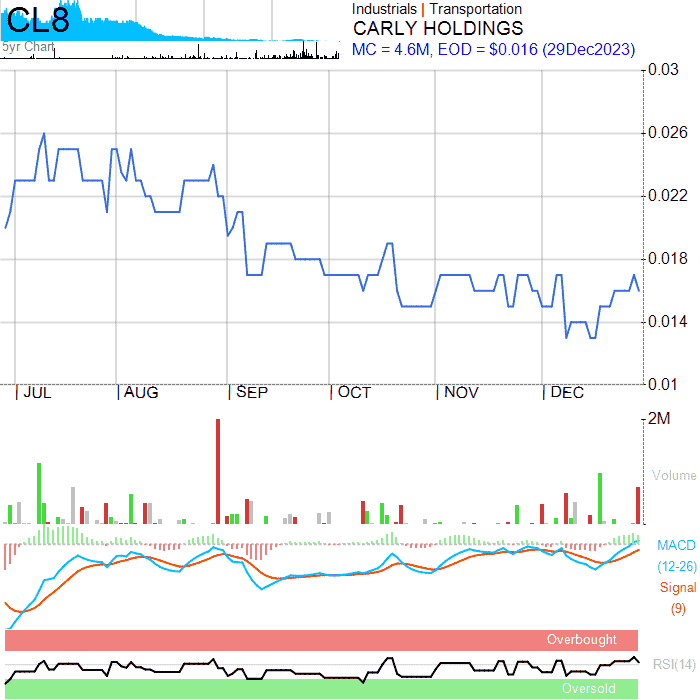 CL8
5yr Chart
Industrials | Transportation
CARLY HOLDINGS
MC = 4.6M, EOD = $0.016 (29Dec2023)
0.03
0.026
0.022
0.018
0.014
0.01
JUL AUG SEP OCT NOV DEC
2M
Volume
MACD
(12-26)
Signal
(9)
Overbought
RSI(14)
Oversold